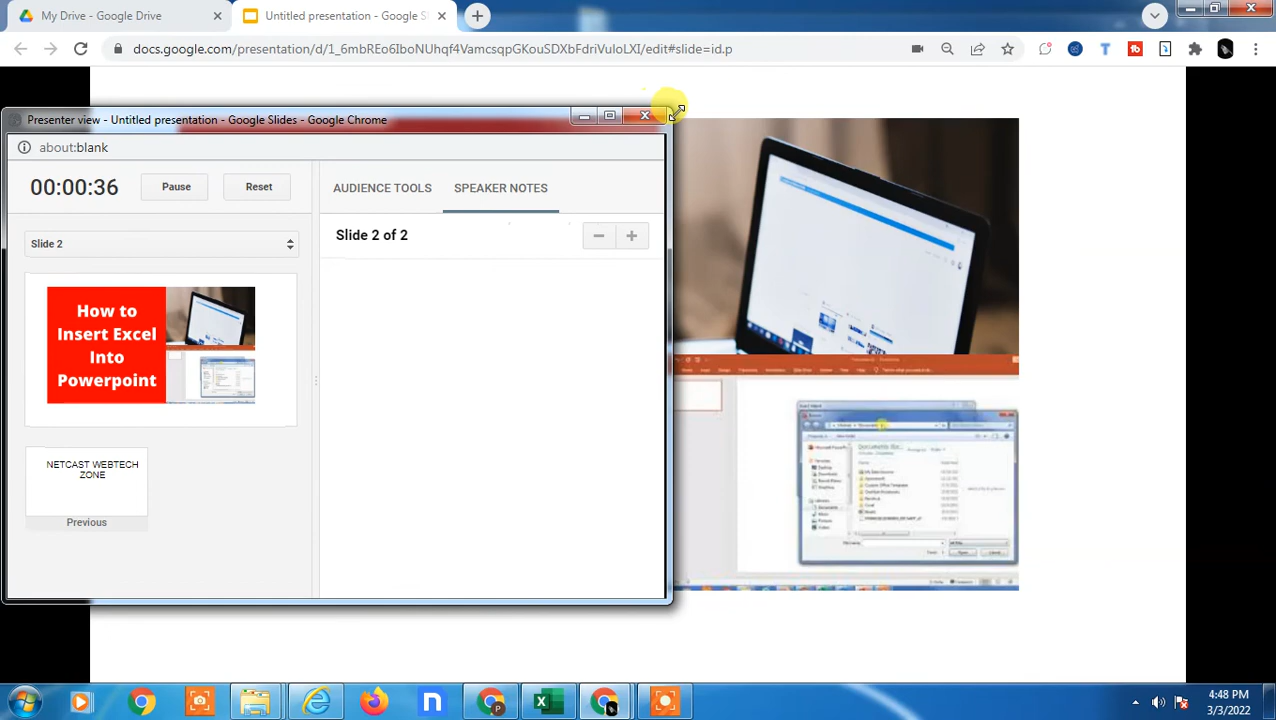 My Drive - Google Drive
Untitled presentation - Google Sl
docs.google.com/presentation/d/1_6mbREo6IboNUhqf4VamcsqpGKouSDXbFdriVuIoLXI/edit#slide=id.p
Presenter view - Untitled presentation - Google Slides - Google Chrome
about:blank
00:00:36
Pause
Reset
AUDIENCE TOOLS
SPEAKER NOTES
Slide 2
Slide 2 of 2
How to
Insert Excel
Into
Powerpoint
NETCAST WEBTEK
ZONE
Previous
4:48 PM
3/3/2022